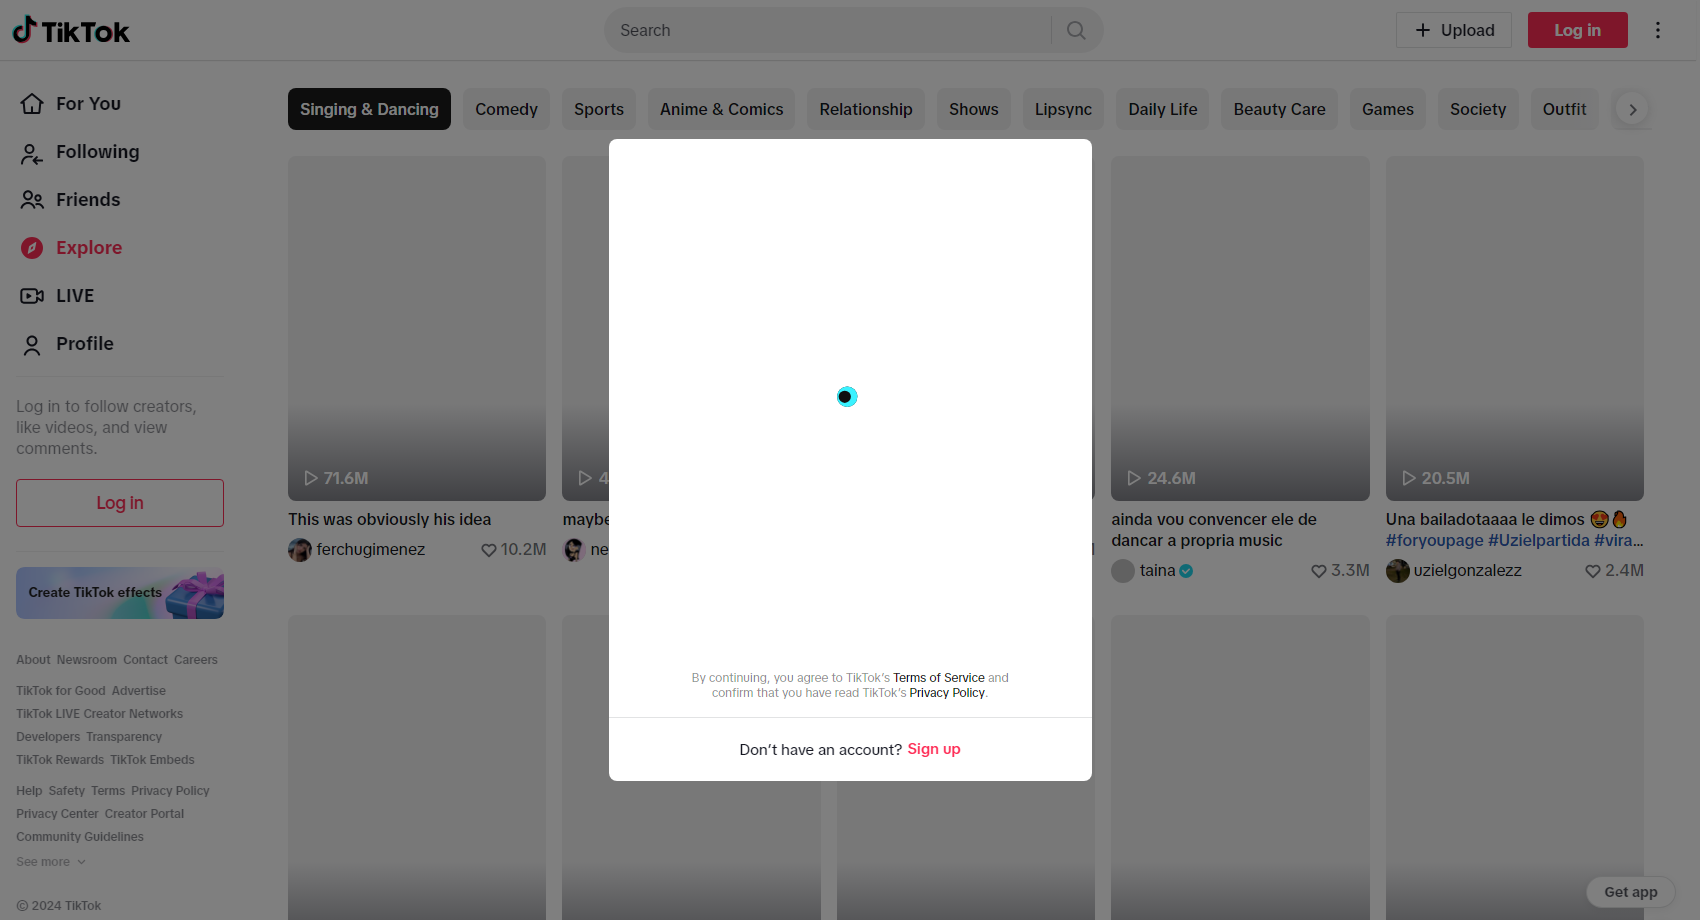 TikTok
Search
Upload
Log in
For You
Following
Friends
Explore
LIVE
Profile
Log in to follow creators,
like videos, and view
comments.
Log in
Create TikTok effects
About Newsroom Contact Careers
TikTok for Good Advertise
TikTok LIVE Creator Networks
Developers Transparency
TikTok Rewards TikTok Embeds
Help Safety Terms Privacy Policy
Privacy Center Creator Portal
Community Guidelines
See more
© 2024 TikTok
Singing & Dancing Comedy Sports Anime & Comics Relationship Shows Lipsync Daily Life Beauty Care Games Society Outfit
71.6M
This was obviously his idea
ferchugimenez 10.2M
4
maybe
ne
24.6M
ainda vou convencer ele de
dancar a propria music
taina 3.3M
20.5M
Una bailadotaaaa le dimos 😍🔥
#foryoupage #Uzielpartida #vira...
uzielgonzalezz 2.4M
By continuing, you agree to TikTok's Terms of Service and
confirm that you have read TikTok's Privacy Policy.
Don't have an account? Sign up
Get app